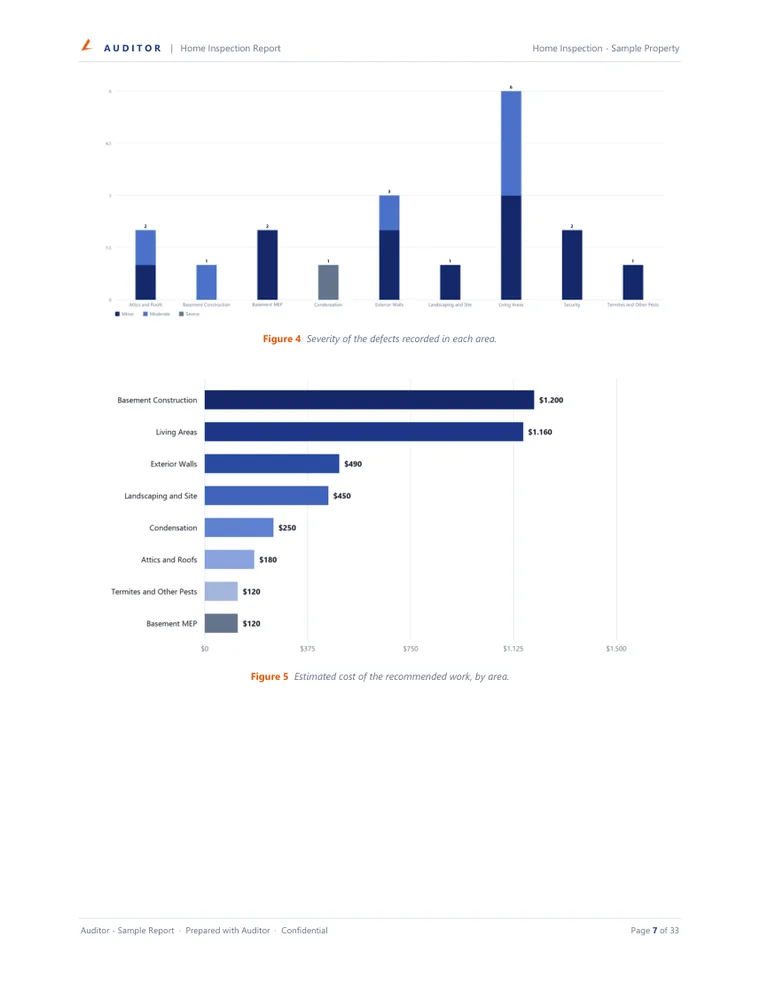 AUDITOR | Home Inspection Report
Home Inspection - Sample Property
6
6
4.5
3
3
2
2
2
1.5
1
1
1
1
0
Attics and Roofs
Basement Construction
Basement MEP
Condensation
Exterior Walls
Landscaping and Site
Living Areas
Security
Termites and Other Pests
Minor
Moderate
Severe
Figure 4 Severity of the defects recorded in each area.
Basement Construction $1.200
Living Areas $1.160
Exterior Walls $490
Landscaping and Site $450
Condensation $250
Attics and Roofs $180
Termites and Other Pests $120
Basement MEP $120
$0 $375 $750 $1.125 $1.500
Figure 5 Estimated cost of the recommended work, by area.
Auditor - Sample Report · Prepared with Auditor · Confidential
Page 7 of 33